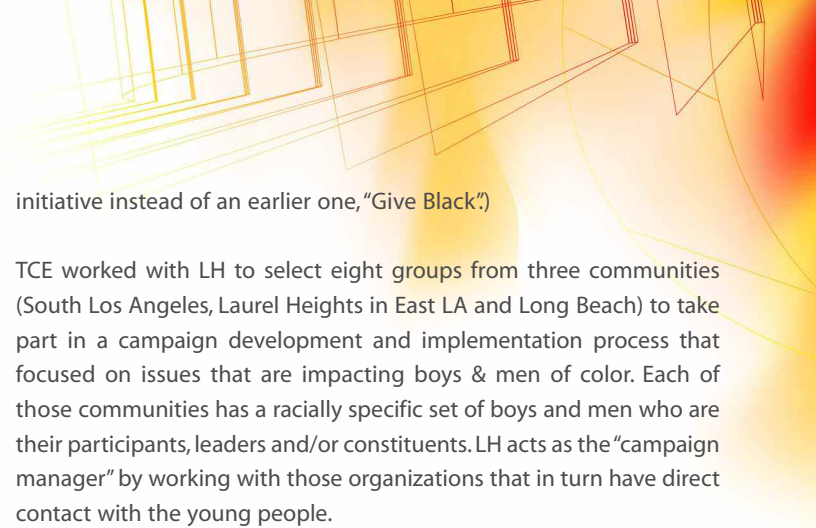 initiative instead of an earlier one, “Give Black”.)
TCE worked with LH to select eight groups from three communities
(South Los Angeles, Laurel Heights in East LA and Long Beach) to take
part in a campaign development and implementation process that
focused on issues that are impacting boys & men of color. Each of
those communities has a racially specific set of boys and men who are
their participants, leaders and/or constituents. LH acts as the “campaign
manager” by working with those organizations that in turn have direct
contact with the young people.